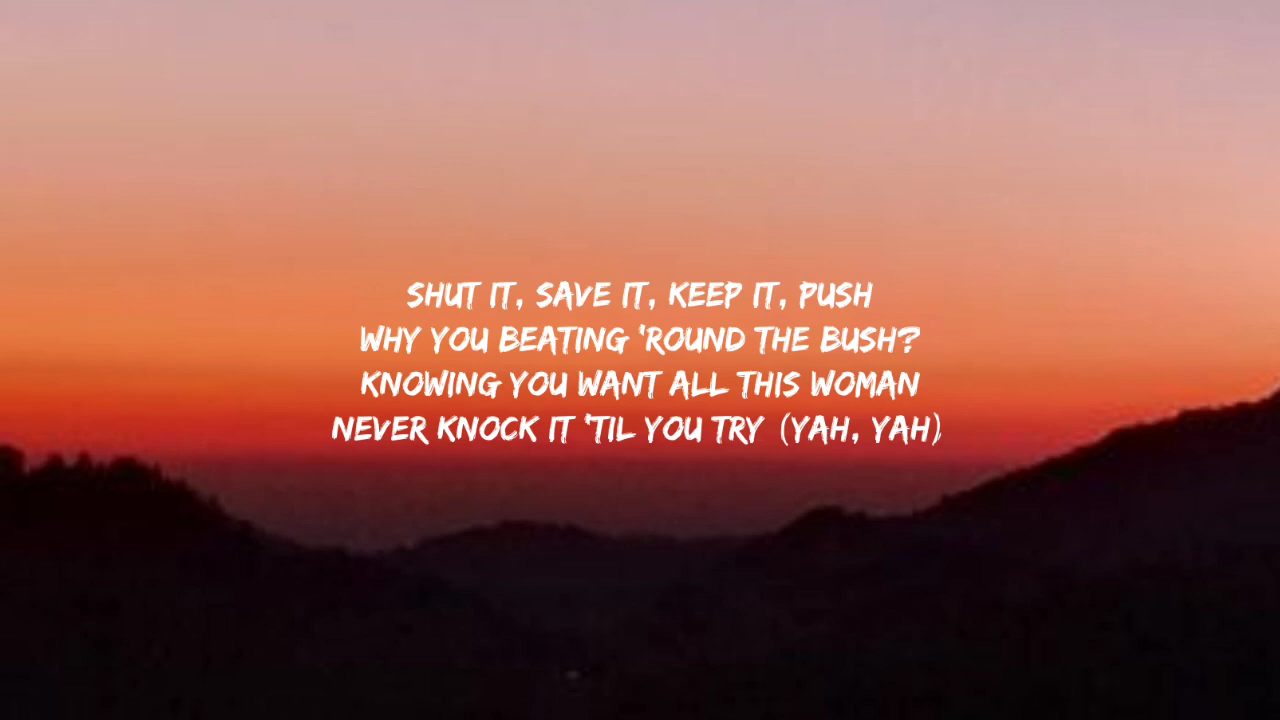 SHUT IT, SAVE IT, KEEP IT, PUSH
WHY YOU BEATING 'ROUND THE BUSH?
KNOWING YOU WANT ALL THIS WOMAN
NEVER KNOCK IT 'TIL YOU TRY (YAH, YAH)